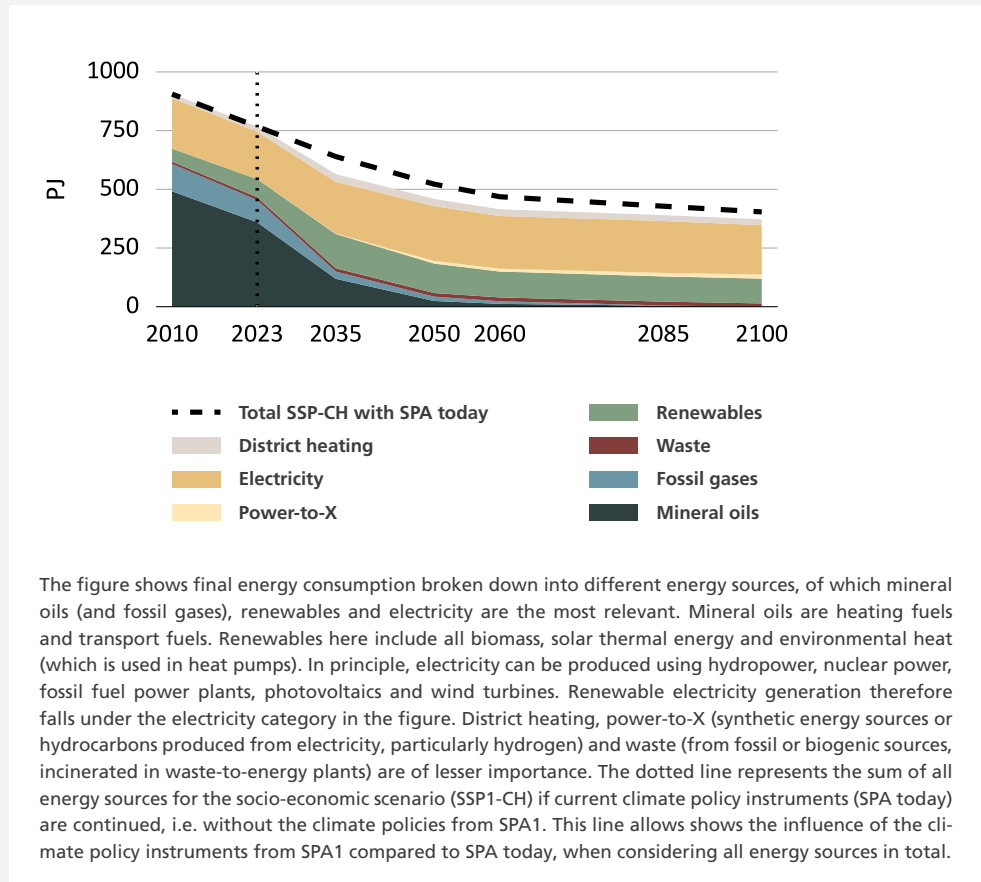 1000
750
500
250
0
PJ
2010 2023 2035 2050 2060 2085 2100
Total SSP-CH with SPA today
District heating
Electricity
Power-to-X
Renewables
Waste
Fossil gases
Mineral oils
The figure shows final energy consumption broken down into different energy sources, of which mineral
oils (and fossil gases), renewables and electricity are the most relevant. Mineral oils are heating fuels
and transport fuels. Renewables here include all biomass, solar thermal energy and environmental heat
(which is used in heat pumps). In principle, electricity can be produced using hydropower, nuclear power,
fossil fuel power plants, photovoltaics and wind turbines. Renewable electricity generation therefore
falls under the electricity category in the figure. District heating, power-to-X (synthetic energy sources or
hydrocarbons produced from electricity, particularly hydrogen) and waste (from fossil or biogenic sources,
incinerated in waste-to-energy plants) are of lesser importance. The dotted line represents the sum of all
energy sources for the socio-economic scenario (SSP1-CH) if current climate policy instruments (SPA today)
are continued, i.e. without the climate policies from SPA1. This line allows shows the influence of the cli-
mate policy instruments from SPA1 compared to SPA today, when considering all energy sources in total.